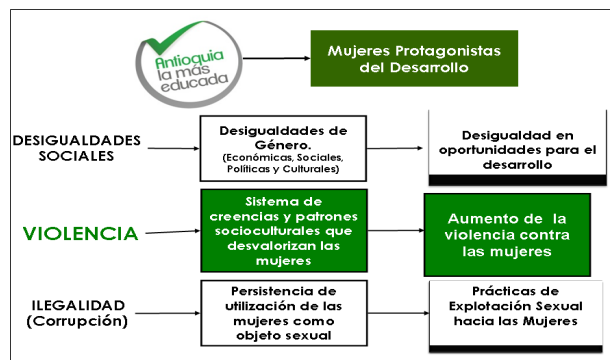 Antioquia
la más
educada
Mujeres Protagonistas
del Desarrollo
DESIGUALDADES
SOCIALES
Desigualdades de
Género.
(Económicas, Sociales,
Políticas y Culturales)
Desigualdad en
oportunidades para el
desarrollo
VIOLENCIA
Sistema de
creencias y patrones
socioculturales que
desvalorizan las
mujeres
Aumento de la
violencia contra
las mujeres
ILEGALIDAD
(Corrupción)
Persistencia de
utilización de las
mujeres como
objeto sexual
Prácticas de
Explotación Sexual
hacia las Mujeres